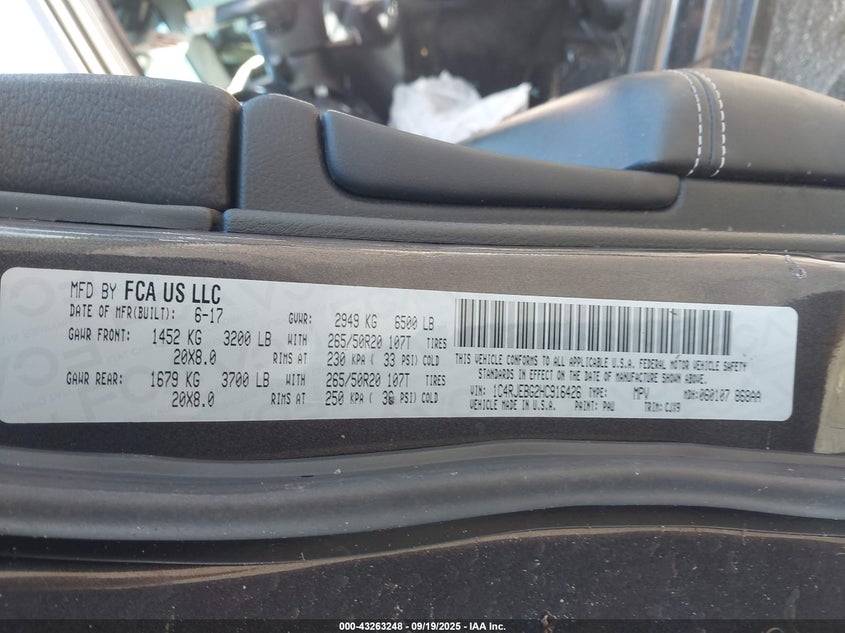 MFD BY FCA US LLC
DATE OF MFR(BUILT): 6-17 GVWR: 2949 KG 6500 LB
GAWR FRONT: 1452 KG 3200 LB WITH 265/50R20 107T TIRES
20X8.0 RIMS AT 230 KPA ( 33 PSI) COLD
GAWR REAR: 1679 KG 3700 LB WITH 265/50R20 107T TIRES
20X8.0 RIMS AT 250 KPA ( 36 PSI) COLD
THIS VEHICLE CONFORMS TO ALL APPLICABLE U.S.A. FEDERAL MOTOR VEHICLE SAFETY
STANDARDS IN EFFECT ON THE DATE OF MANUFACTURE SHOWN ABOVE.
VIN: 1C4RJEBG2HC916426 TYPE: MPV MDH:060107 868AA
VEHICLE MADE IN U.S.A. PAINT: PAU TRIM: CJX9
000-43263248 - 09/19/2025 - IAA Inc.